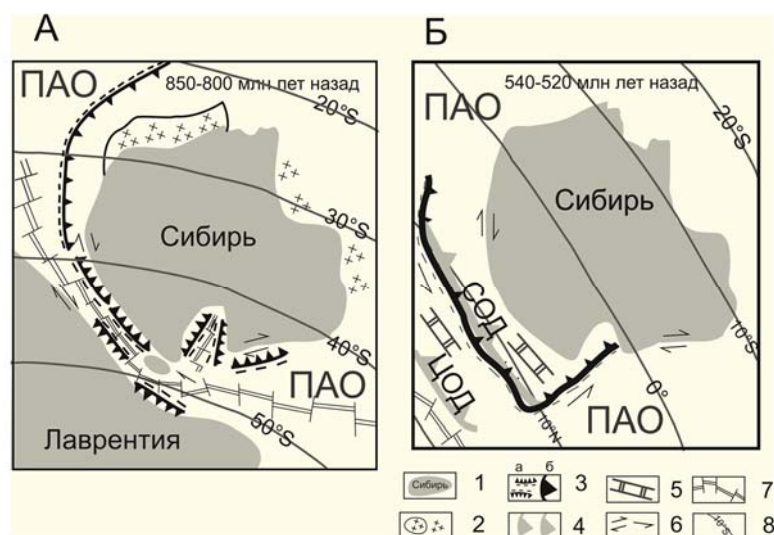 А
Б
850-800 млн лет назад
ПАО
20°S
30°S
Сибирь
40°S
ПАО
50°S
Лаврентия
540-520 млн лет назад
ПАО
20°S
Сибирь
СОД
10°S
ЦОД
0°
ПАО
10°N
Сибирь 1
а б 3
5
7
2
4
6
10°S 8